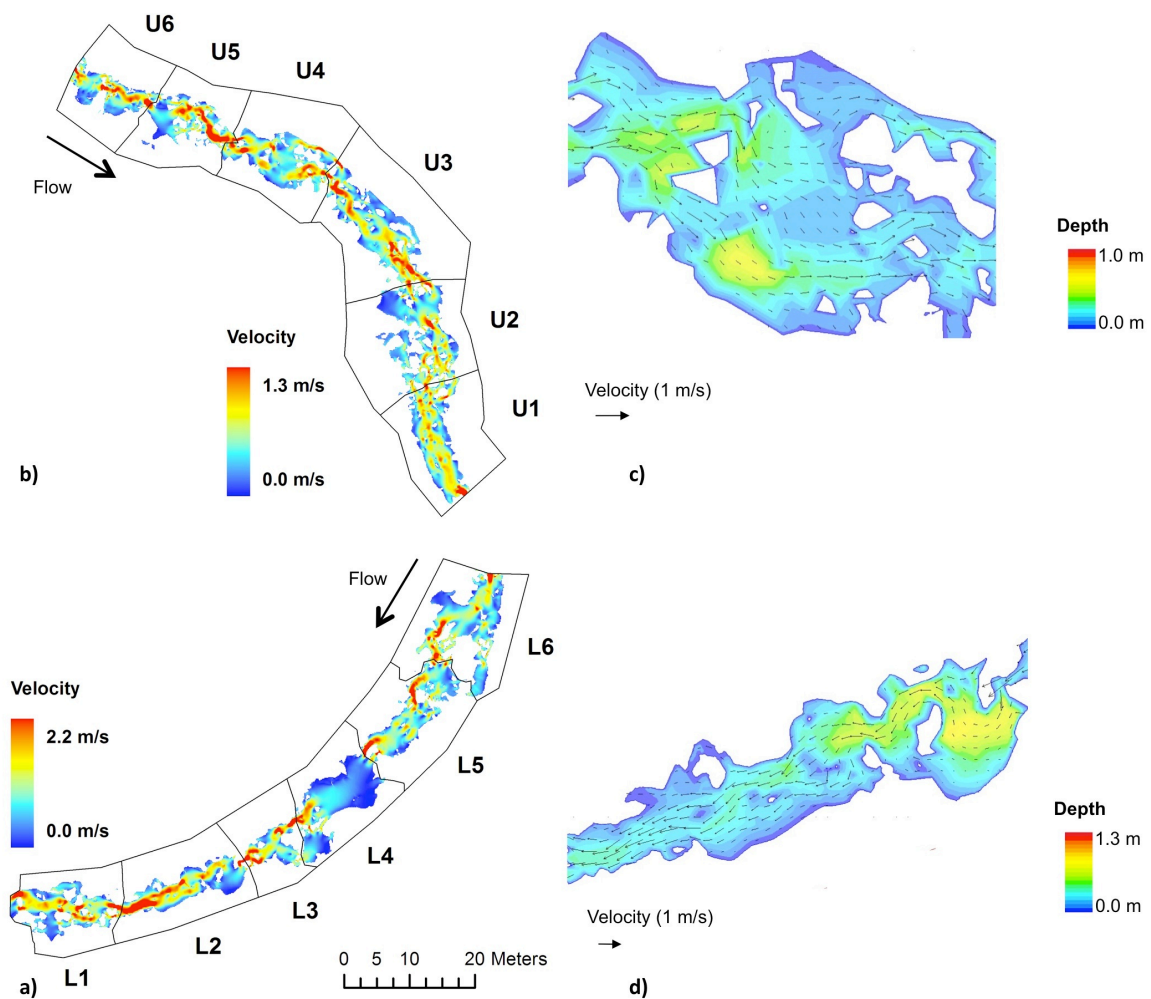 U6
U5
U4
U3
U2
U1
Flow
Velocity
1.3 m/s
0.0 m/s
b)
Depth
1.0 m
0.0 m
Velocity (1 m/s)
c)
Flow
L6
L5
L4
L3
L2
L1
Velocity
2.2 m/s
0.0 m/s
0 5 10 20 Meters
a)
Depth
1.3 m
0.0 m
Velocity (1 m/s)
d)